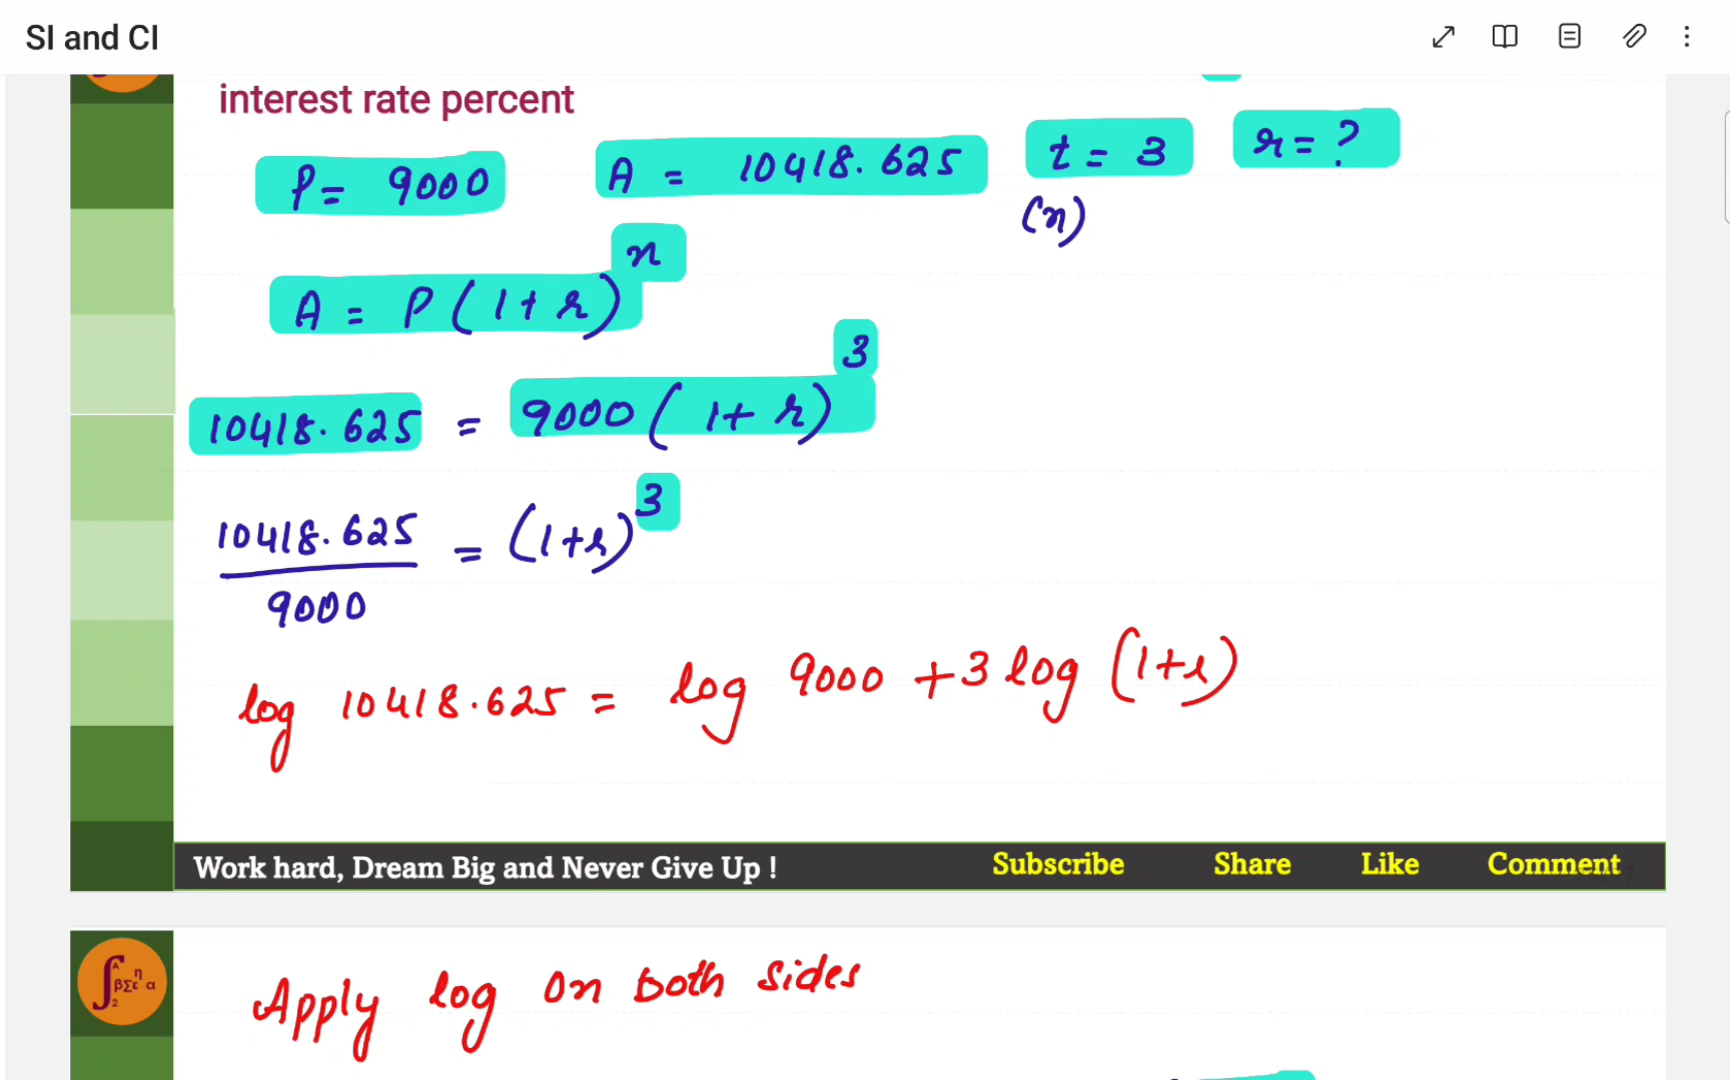 SI and CI
interest rate percent
P = 9000 A = 10418.625 t = 3 r = ?
(n)
A = P(1+r)^n
10418.625 = 9000(1+r)^3
10418.625/9000 = (1+r)^3
log 10418.625 = log 9000 + 3 log (1+r)
Work hard, Dream Big and Never Give Up ! Subscribe Share Like Comment
Apply log on both sides